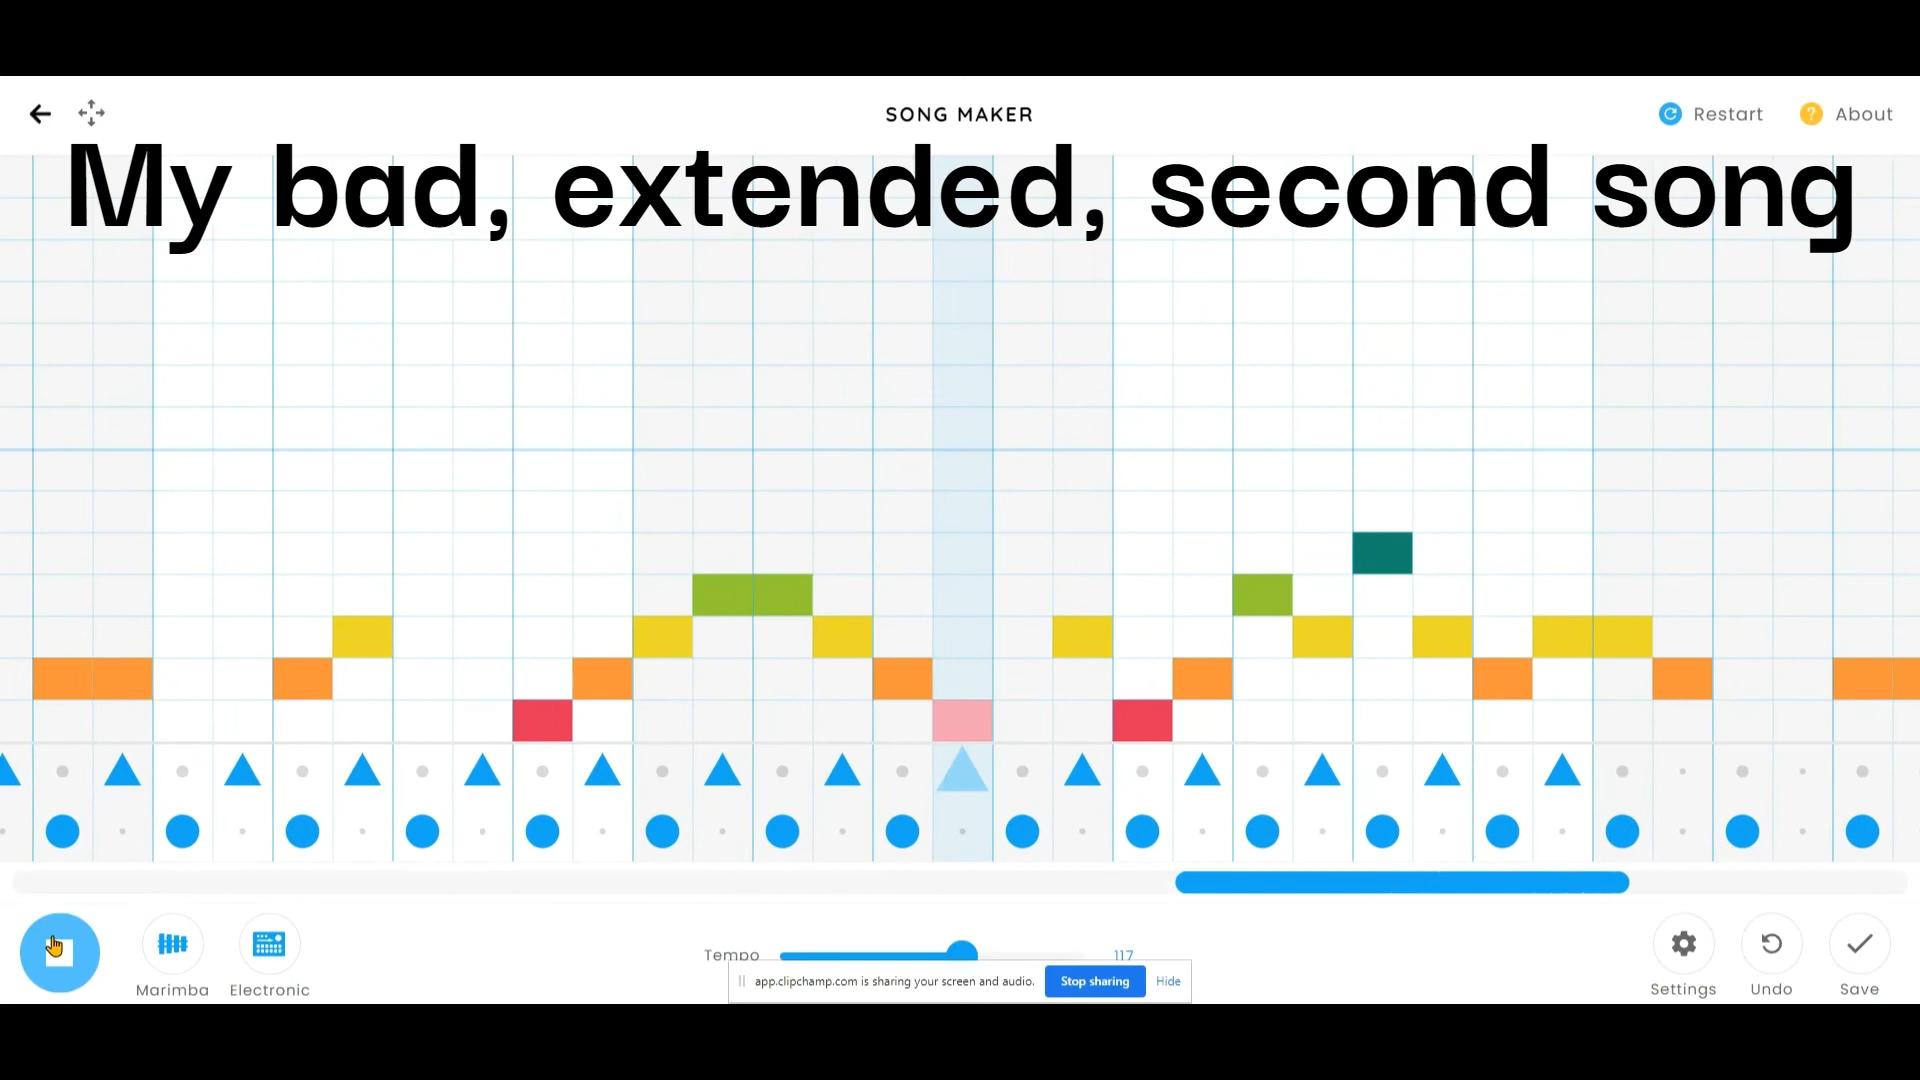 SONG MAKER
Restart
About
My bad, extended, second song
Tempo
117
app.clipchamp.com is sharing your screen and audio.
Stop sharing
Hide
Marimba
Electronic
Settings
Undo
Save